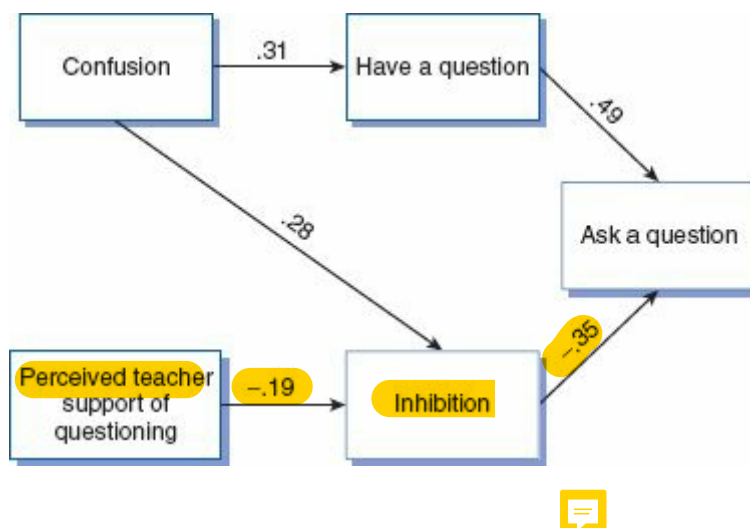 Confusion
.31
Have a question
.49
.28
Ask a question
Perceived teacher
support of
questioning
–.19
Inhibition
–.35